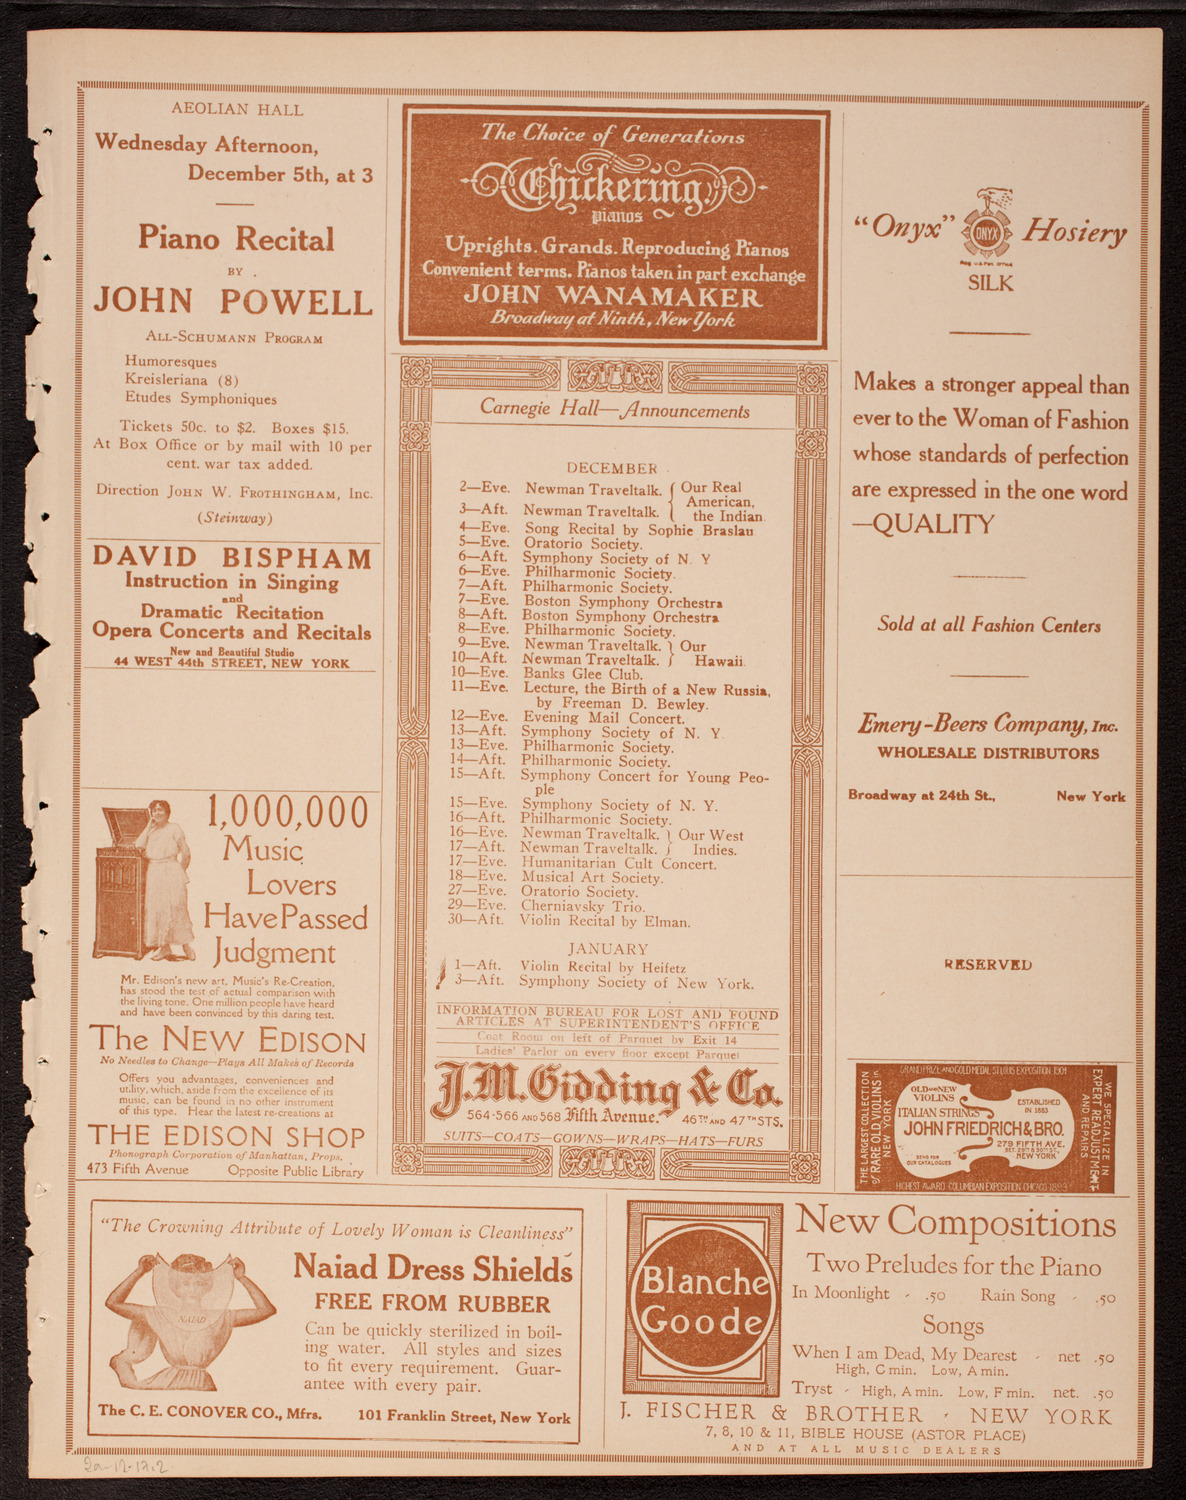 AEOLIAN HALL
Wednesday Afternoon,
December 5th, at 3
Piano Recital
BY
JOHN POWELL
ALL-SCHUMANN PROGRAM
Humoresques
Kreisleriana (8)
Etudes Symphoniques
Tickets 50c. to $2. Boxes $15.
At Box Office or by mail with 10 per
cent. war tax added.
Direction JOHN W. FROTHINGHAM, Inc.
(Steinway)
DAVID BISPHAM
Instruction in Singing
and
Dramatic Recitation
Opera Concerts and Recitals
New and Beautiful Studio
44 WEST 44th STREET, NEW YORK
1,000,000
Music
Lovers
Have Passed
Judgment
Mr. Edison's new art, Music's Re-Creation,
has stood the test of actual comparison with
the living tone. One million people have heard
and have been convinced by this daring test.
The NEW EDISON
No Needles to Change—Plays All Makes of Records
Offers you advantages, conveniences and
utility, which, aside from the excellence of its
music, can be found in no other instrument
of this type. Hear the latest re-creations at
THE EDISON SHOP
Phonograph Corporation of Manhattan, Props.
473 Fifth Avenue Opposite Public Library
The Choice of Generations
Chickering
pianos
Uprights. Grands. Reproducing Pianos
Convenient terms. Pianos taken in part exchange
JOHN WANAMAKER
Broadway at Ninth, New York
Carnegie Hall—Announcements
DECEMBER
2—Eve. Newman Traveltalk. { Our Real
American,
3—Aft. Newman Traveltalk. { the Indian
4—Eve. Song Recital by Sophie Braslau
5—Eve. Oratorio Society.
6—Aft. Symphony Society of N. Y
6—Eve. Philharmonic Society.
7—Aft. Philharmonic Society.
7—Eve. Boston Symphony Orchestra
8—Aft. Boston Symphony Orchestra
8—Eve. Philharmonic Society.
9—Eve. Newman Traveltalk. } Our
10—Aft. Newman Traveltalk. } Hawaii.
10—Eve. Banks Glee Club.
11—Eve. Lecture, the Birth of a New Russia,
by Freeman D. Bewley.
12—Eve. Evening Mail Concert.
13—Aft. Symphony Society of N. Y.
13—Eve. Philharmonic Society.
14—Aft. Philharmonic Society.
15—Aft. Symphony Concert for Young Peo-
ple
15—Eve. Symphony Society of N. Y.
16—Aft. Philharmonic Society.
16—Eve. Newman Traveltalk. } Our West
17—Aft. Newman Traveltalk. } Indies.
17—Eve. Humanitarian Cult Concert.
18—Eve. Musical Art Society.
27—Eve. Oratorio Society.
29—Eve. Cherniavsky Trio.
30—Aft. Violin Recital by Elman.
JANUARY
1—Aft. Violin Recital by Heifetz
3—Aft. Symphony Society of New York.
INFORMATION BUREAU FOR LOST AND FOUND
ARTICLES AT SUPERINTENDENT'S OFFICE
Coat Room on left of Parquet by Exit 14
Ladies' Parlor on every floor except Parquet
J.M. Gidding & Co.
564-566 AND 568 Fifth Avenue. 46TH AND 47TH STS.
SUITS—COATS—GOWNS—WRAPS—HATS—FURS
"Onyx" ONYX Hosiery
Reg. U.S. Pat. Office
SILK
Makes a stronger appeal than
ever to the Woman of Fashion
whose standards of perfection
are expressed in the one word
—QUALITY
Sold at all Fashion Centers
Emery-Beers Company, Inc.
WHOLESALE DISTRIBUTORS
Broadway at 24th St., New York
RESERVED
GRAND PRIZE AND GOLD MEDAL ST. LOUIS EXPOSITION 1904
THE LARGEST COLLECTION
of RARE OLD VIOLINS in
NEW YORK
OLD AND NEW
VIOLINS
ITALIAN STRINGS
ESTABLISHED
IN 1883
JOHN FRIEDRICH & BRO.
279 FIFTH AVE.
BET. 29TH & 30TH ST.
NEW YORK
SEND FOR
OUR CATALOGUES
WE SPECIALIZE IN
EXPERT READJUSTMENT
AND REPAIRS
HIGHEST AWARD COLUMBIAN EXPOSITION CHICAGO 1893
"The Crowning Attribute of Lovely Woman is Cleanliness"
NAIAD
Naiad Dress Shields
FREE FROM RUBBER
Can be quickly sterilized in boil-
ing water. All styles and sizes
to fit every requirement. Guar-
antee with every pair.
The C. E. CONOVER CO., Mfrs. 101 Franklin Street, New York
Blanche
Goode
New Compositions
Two Preludes for the Piano
In Moonlight - .50 Rain Song - .50
Songs
When I am Dead, My Dearest - net .50
High, C min. Low, A min.
Tryst - High, A min. Low, F min. net. .50
J. FISCHER & BROTHER - NEW YORK
7, 8, 10 & 11, BIBLE HOUSE (ASTOR PLACE)
AND AT ALL MUSIC DEALERS